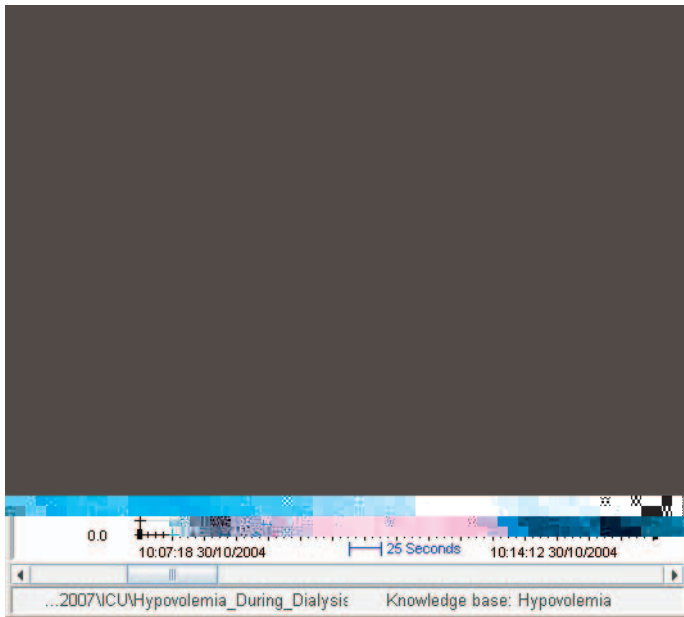 0.0
10:07:18 30/10/2004 25 Seconds 10:14:12 30/10/2004
...2007\ICU\Hypovolemia_During_Dialysis Knowledge base: Hypovolemia